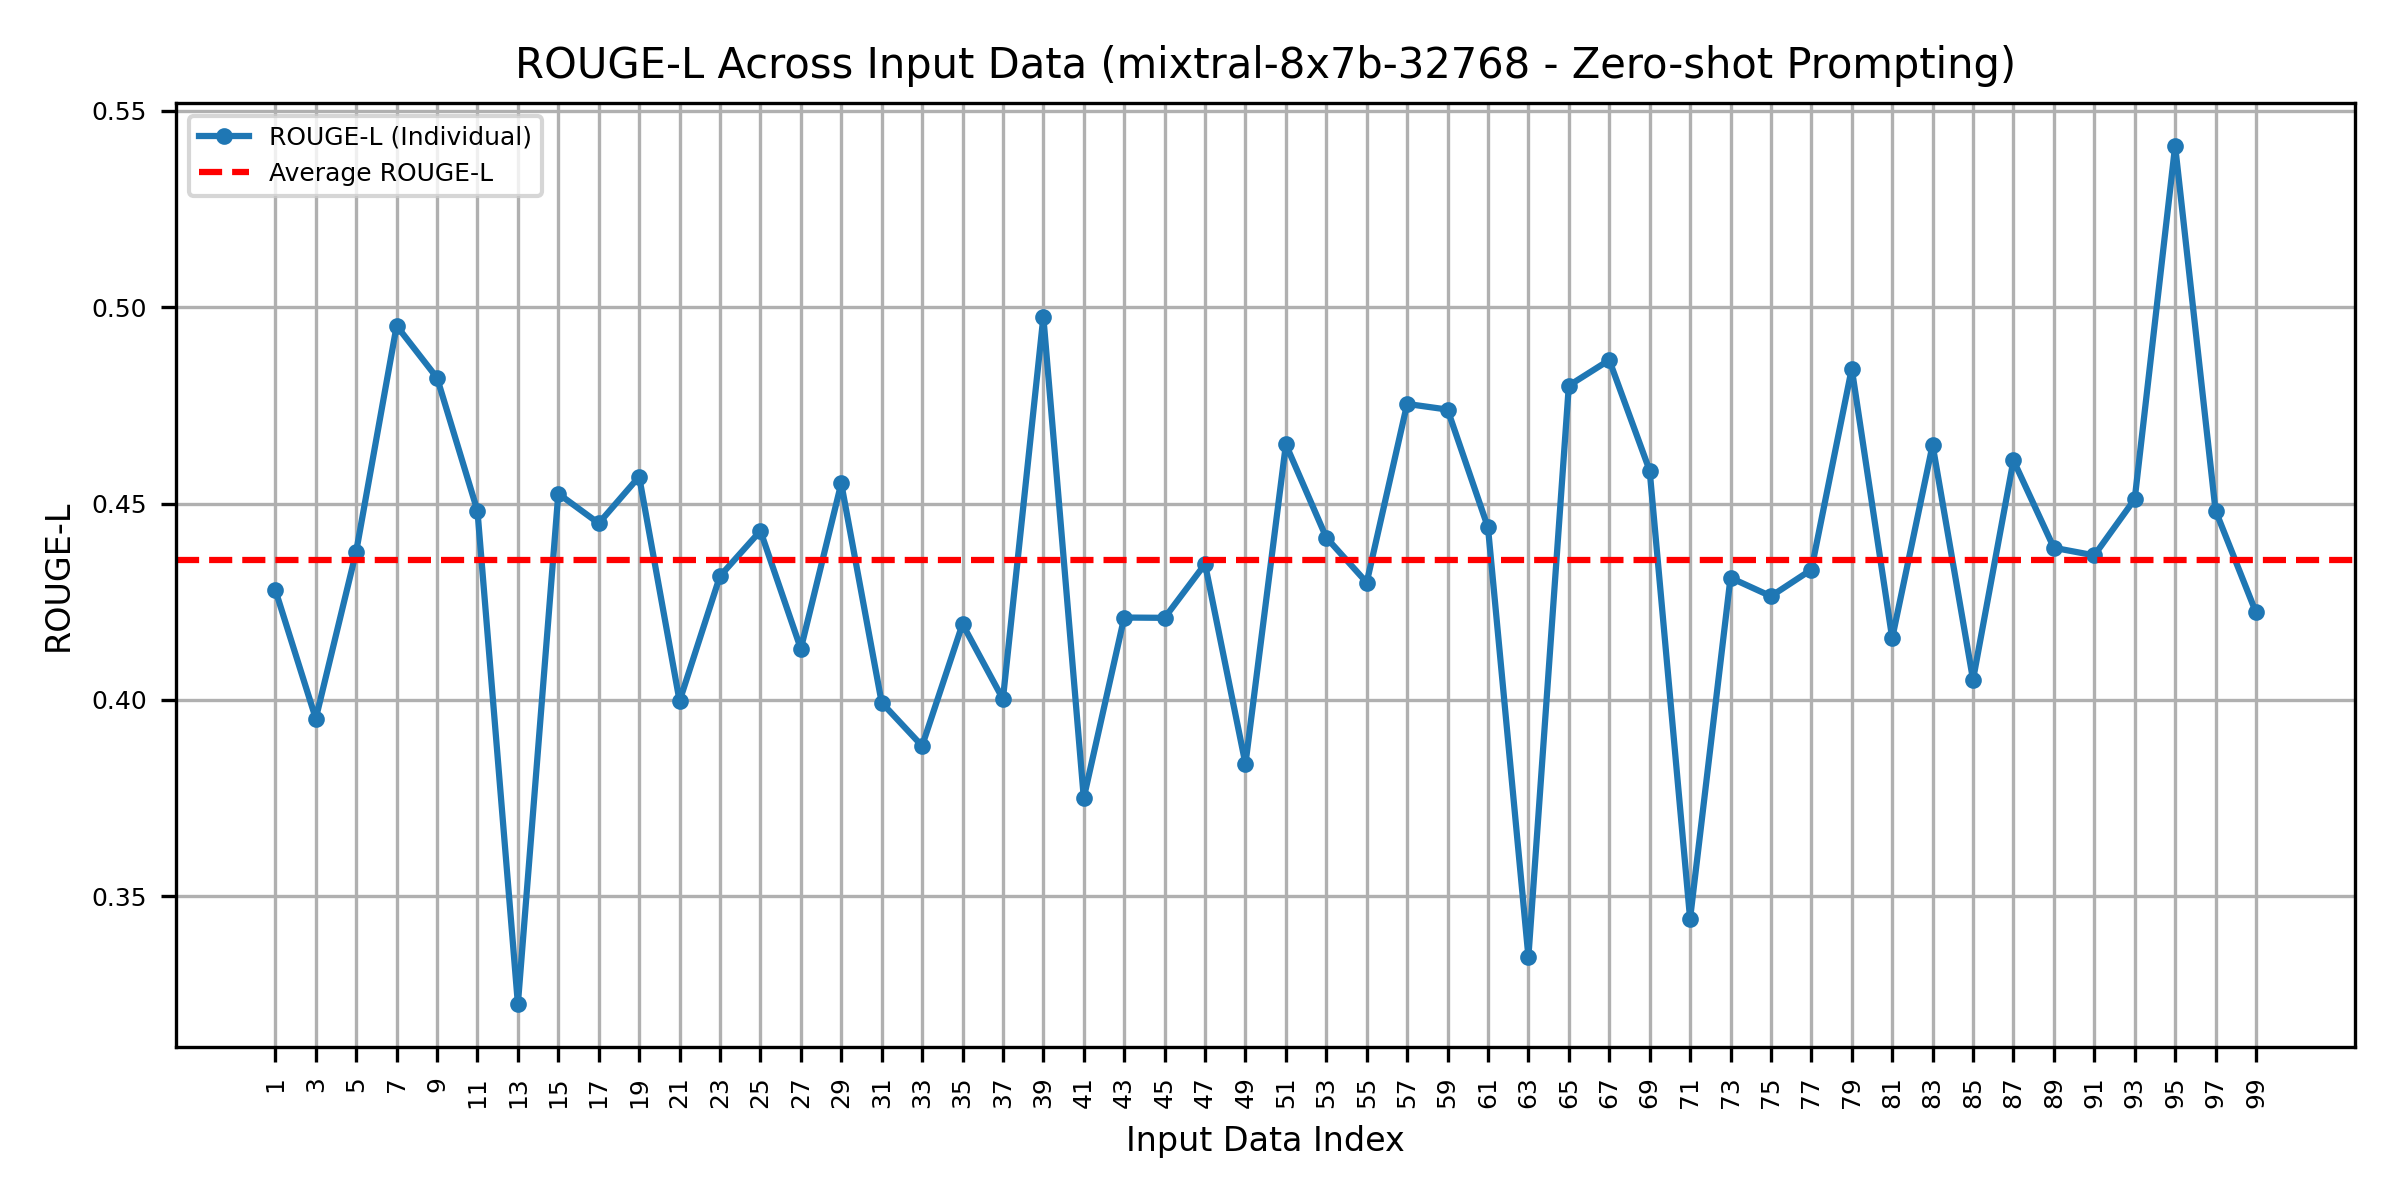 ROUGE-L Across Input Data (mixtral-8x7b-32768 - Zero-shot Prompting)
ROUGE-L (Individual)
Average ROUGE-L
ROUGE-L
0.55
0.50
0.45
0.40
0.35
1 3 5 7 9 11 13 15 17 19 21 23 25 27 29 31 33 35 37 39 41 43 45 47 49 51 53 55 57 59 61 63 65 67 69 71 73 75 77 79 81 83 85 87 89 91 93 95 97 99
Input Data Index